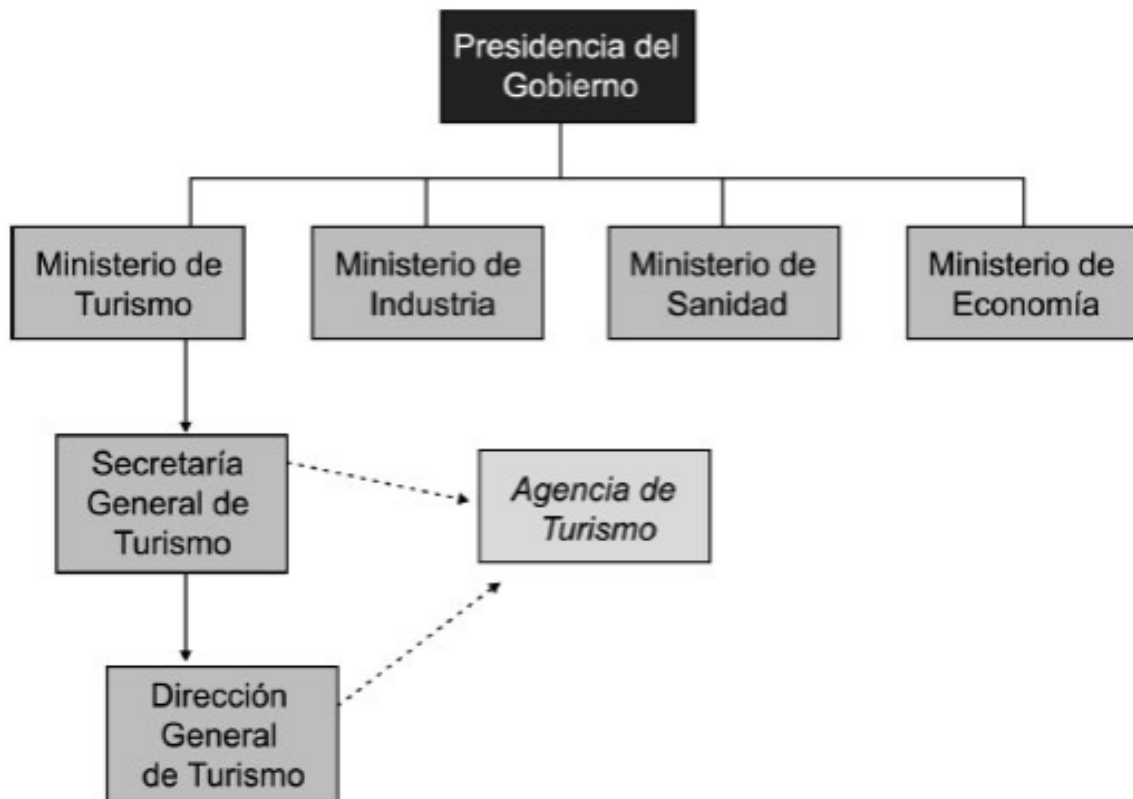 Presidencia del
Gobierno
Ministerio de
Turismo
Ministerio de
Industria
Ministerio de
Sanidad
Ministerio de
Economía
Secretaría
General de
Turismo
Agencia de
Turismo
Dirección
General
de Turismo